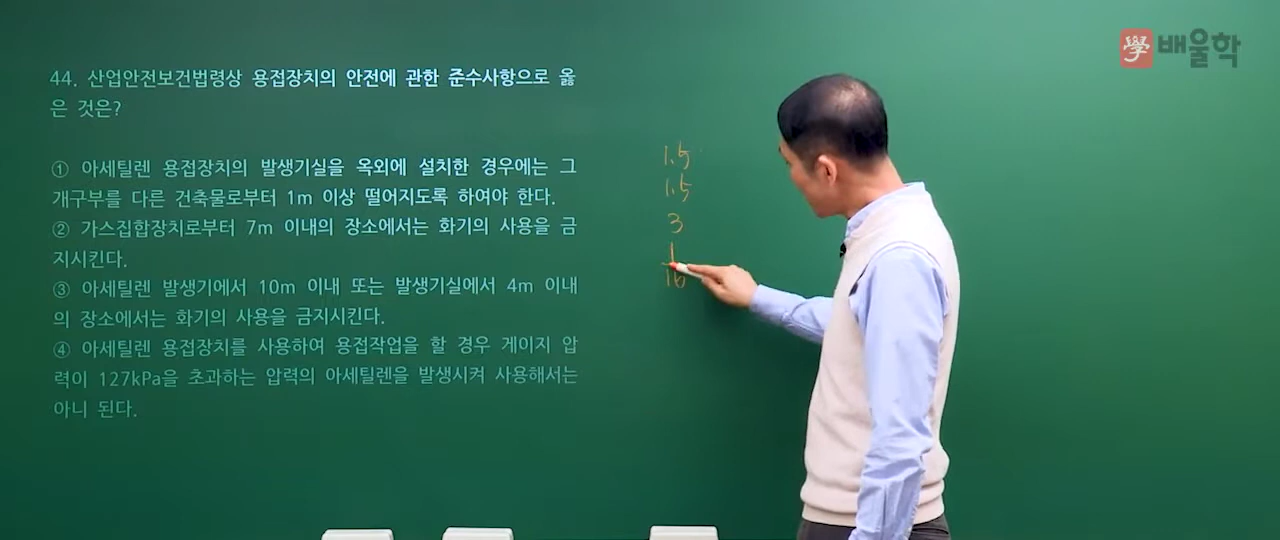 學 배울학
44. 산업안전보건법령상 용접장치의 안전에 관한 준수사항으로 옳
은 것은?
① 아세틸렌 용접장치의 발생기실을 옥외에 설치한 경우에는 그
개구부를 다른 건축물로부터 1m 이상 떨어지도록 하여야 한다.
② 가스집합장치로부터 7m 이내의 장소에서는 화기의 사용을 금
지시킨다.
③ 아세틸렌 발생기에서 10m 이내 또는 발생기실에서 4m 이내
의 장소에서는 화기의 사용을 금지시킨다.
④ 아세틸렌 용접장치를 사용하여 용접작업을 할 경우 게이지 압
력이 127kPa을 초과하는 압력의 아세틸렌을 발생시켜 사용해서는
아니 된다.
1.5
1.5
3
1
16